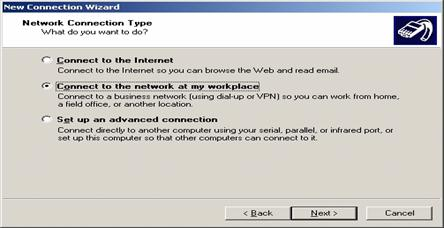 New Connection Wizard
Network Connection Type
What do you want to do?
Connect to the Internet
Connect to the Internet so you can browse the Web and read email.
Connect to the network at my workplace
Connect to a business network (using dial-up or VPN) so you can work from home,
a field office, or another location.
Set up an advanced connection
Connect directly to another computer using your serial, parallel, or infrared port, or
set up this computer so that other computers can connect to it.
< Back
Next >
Cancel